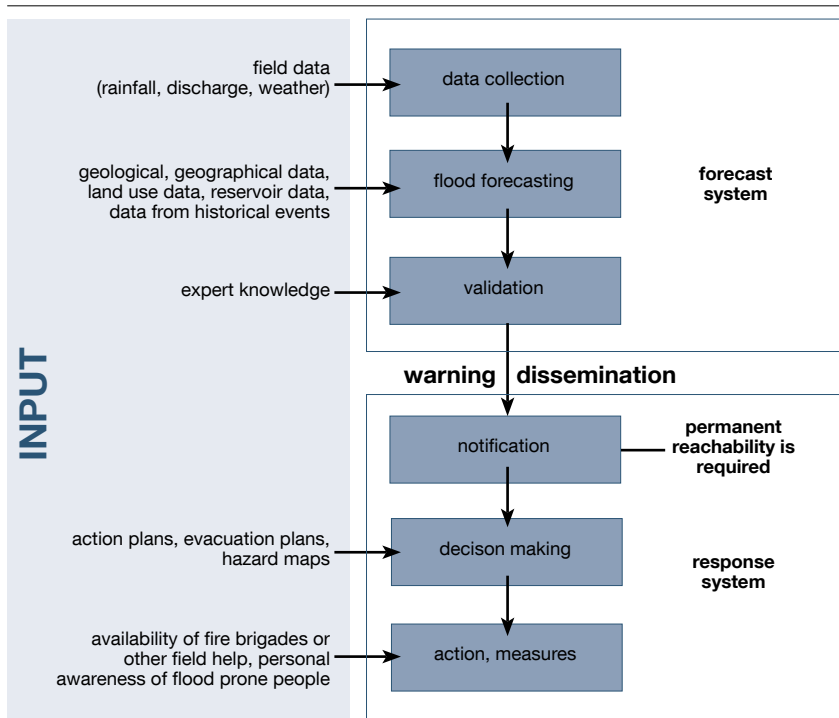 field data
(rainfall, discharge, weather)
data collection
geological, geographical data,
land use data, reservoir data,
data from historical events
flood forecasting
forecast
system
expert knowledge
validation
INPUT
warning dissemination
notification
permanent
reachability is
required
action plans, evacuation plans,
hazard maps
decison making
response
system
availability of fire brigades or
other field help, personal
awareness of flood prone people
action, measures